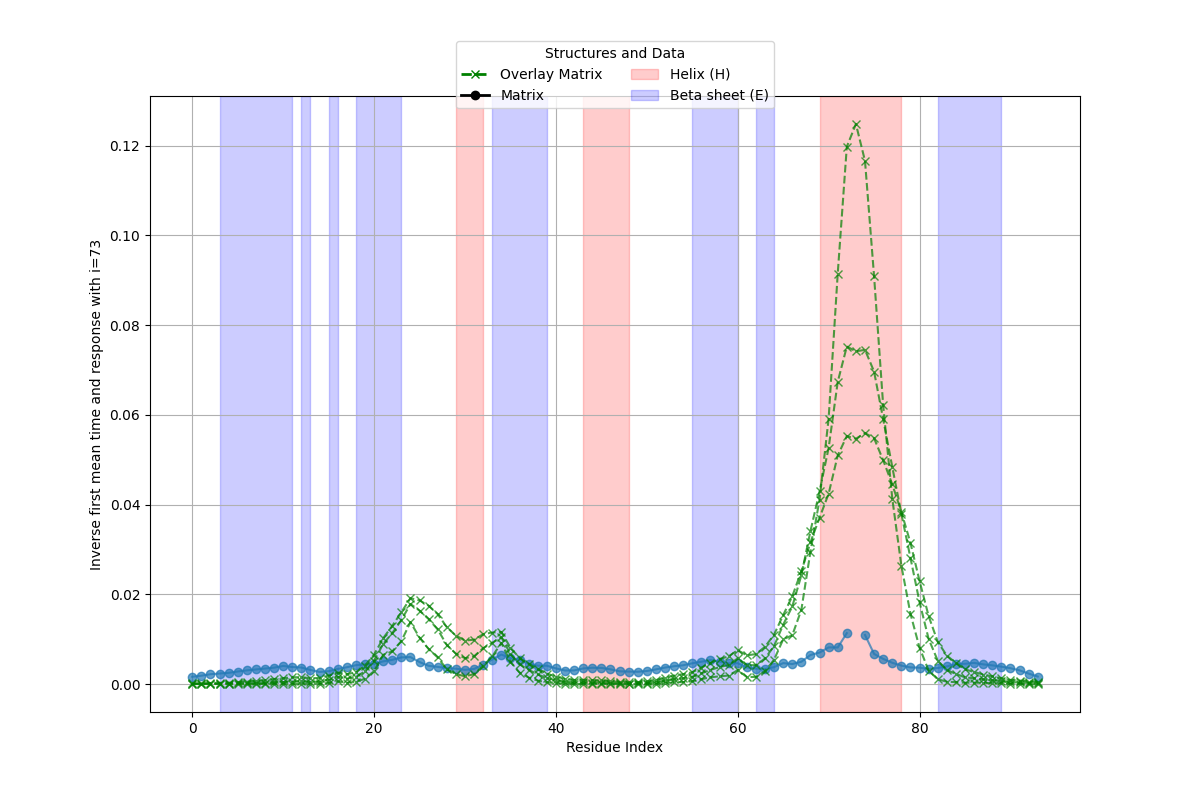 Structures and Data
Overlay Matrix
Matrix
Helix (H)
Beta sheet (E)
Inverse first mean time and response with i=73
0.12
0.10
0.08
0.06
0.04
0.02
0.00
0 20 40 60 80
Residue Index